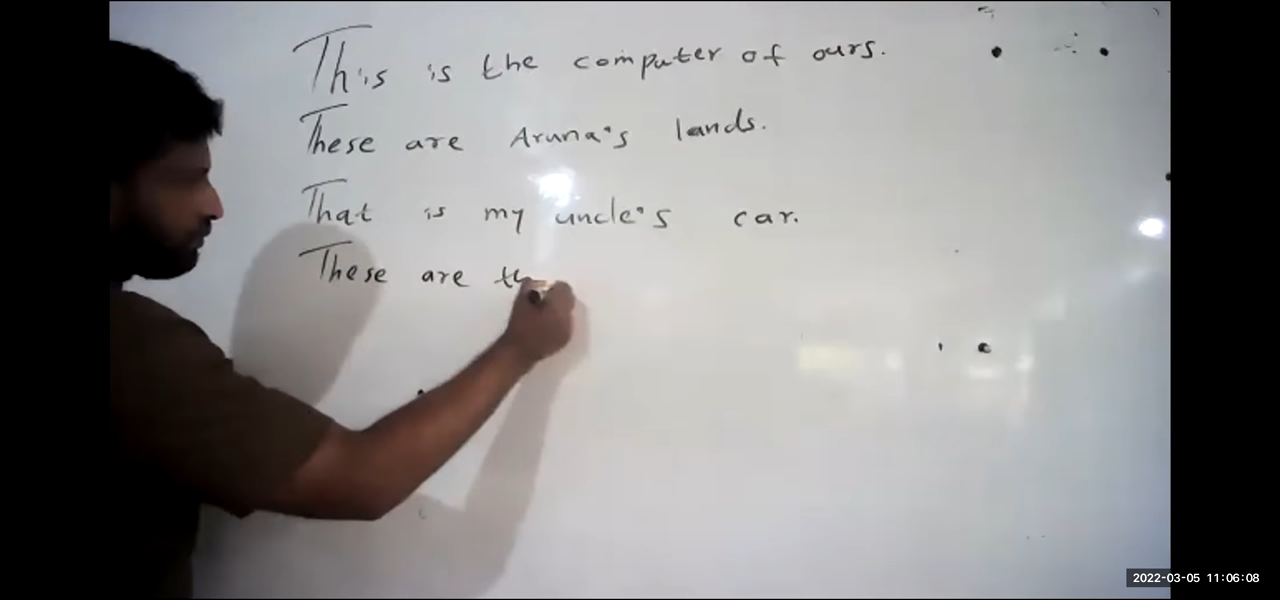 This is the computer of ours.
These are Aruna's lands.
That is my uncle's car.
These are th
2022-03-05 11:06:08